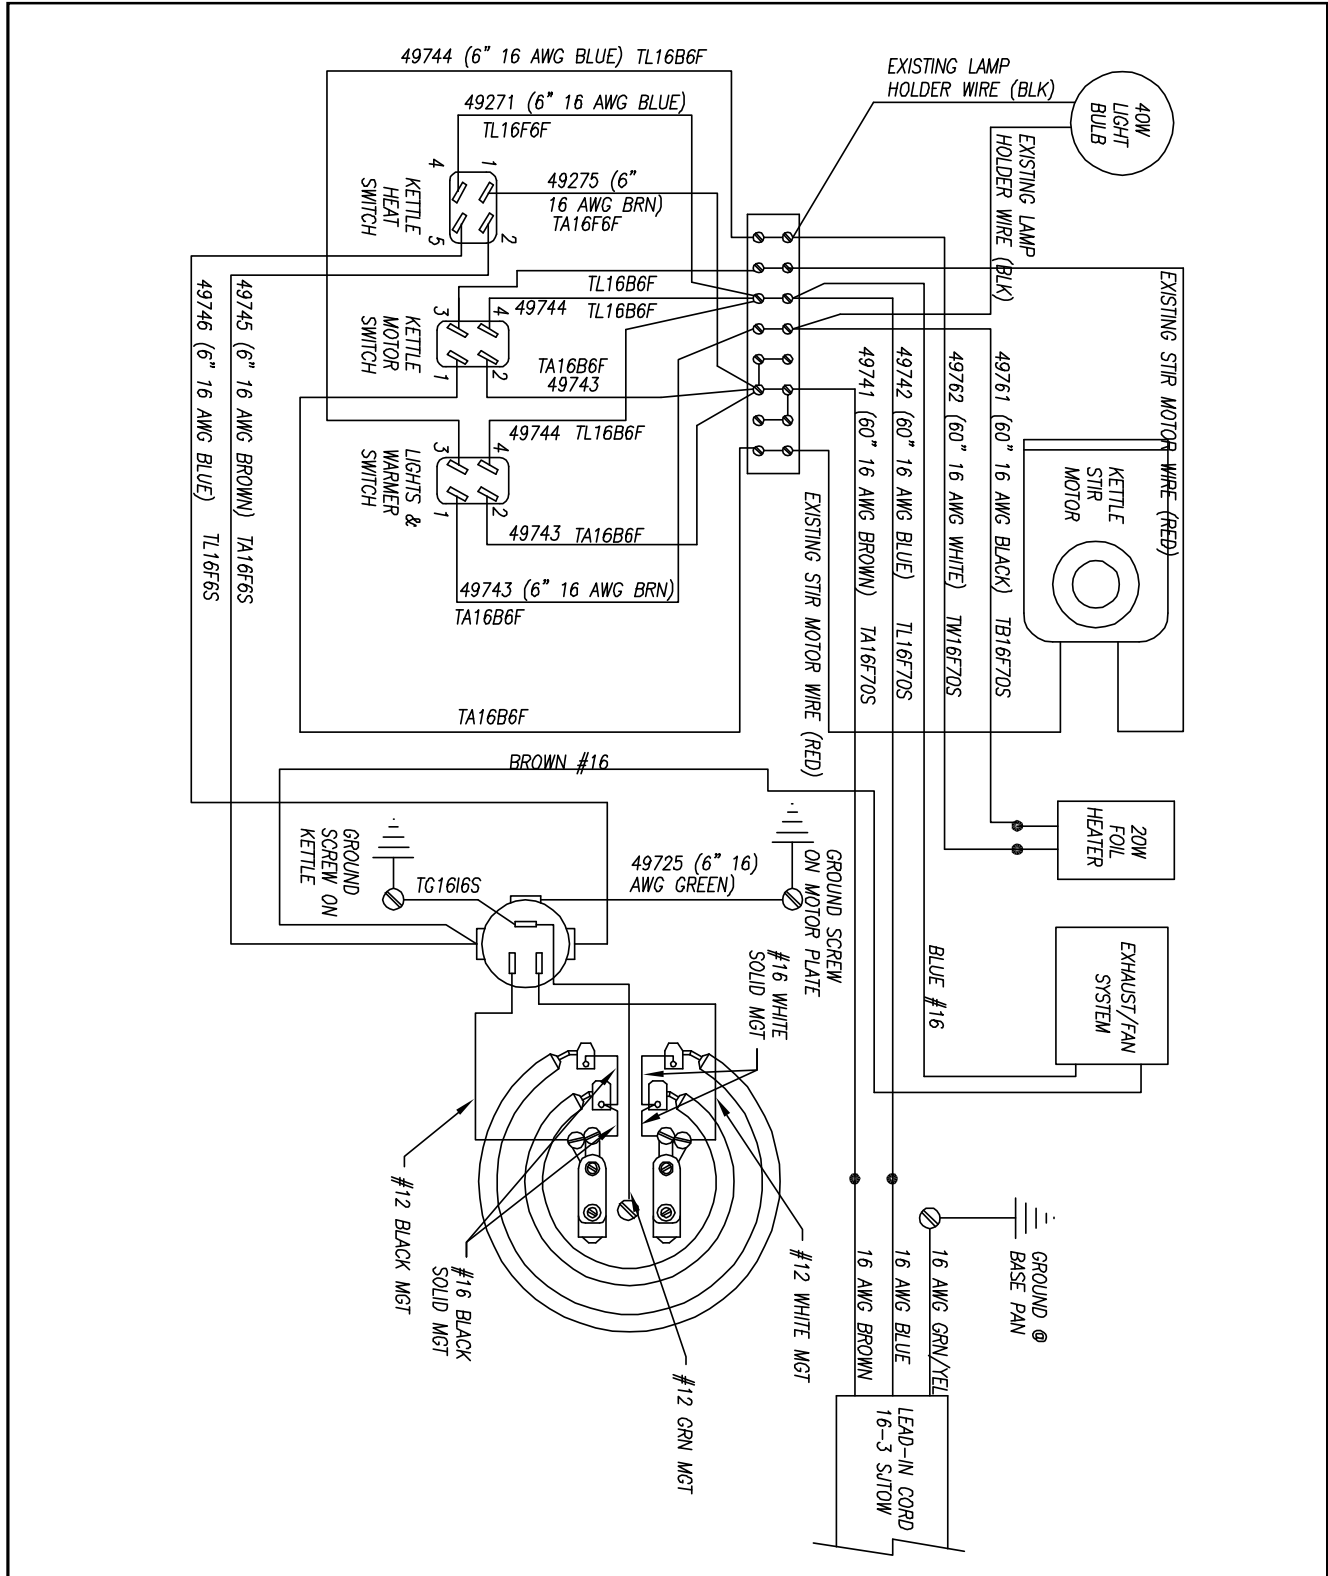 49744 (6" 16 AWG BLUE) TL16B6F
49271 (6" 16 AWG BLUE)
TL16F6F
EXISTING LAMP
HOLDER WIRE (BLK)
40W
LIGHT
BULB
EXISTING LAMP
HOLDER WIRE (BLK)
4
1
5
2
KETTLE
HEAT
SWITCH
49275 (6"
16 AWG BRN)
TA16F6F
TL16B6F
49744 TL16B6F
3
4
1
2
KETTLE
MOTOR
SWITCH
TA16B6F
49743
49744 TL16B6F
3
4
1
2
LIGHTS &
WARMER
SWITCH
49743 TA16B6F
49743 (6" 16 AWG BRN)
TA16B6F
TA16B6F
49745 (6" 16 AWG BROWN) TA16F6S
49746 (6" 16 AWG BLUE) TL16F6S
EXISTING STIR MOTOR WIRE (RED)
49761 (60" 16 AWG BLACK) TB16F70S
49762 (60" 16 AWG WHITE) TW16F70S
49742 (60" 16 AWG BLUE) TL16F70S
49741 (60" 16 AWG BROWN) TA16F70S
EXISTING STIR MOTOR WIRE (RED)
KETTLE
STIR
MOTOR
BROWN #16
20W
FOIL
HEATER
GROUND
SCREW ON
KETTLE
TG16I6S
49725 (6" 16)
AWG GREEN)
GROUND SCREW
ON MOTOR PLATE
#16 WHITE
SOLID MGT
BLUE #16
EXHAUST/FAN
SYSTEM
#12 BLACK MGT
#16 BLACK
SOLID MGT
#12 WHITE MGT
#12 GRN MGT
GROUND @
BASE PAN
16 AWG GRN/YEL
16 AWG BLUE
16 AWG BROWN
LEAD-IN CORD
16-3 SJTOW